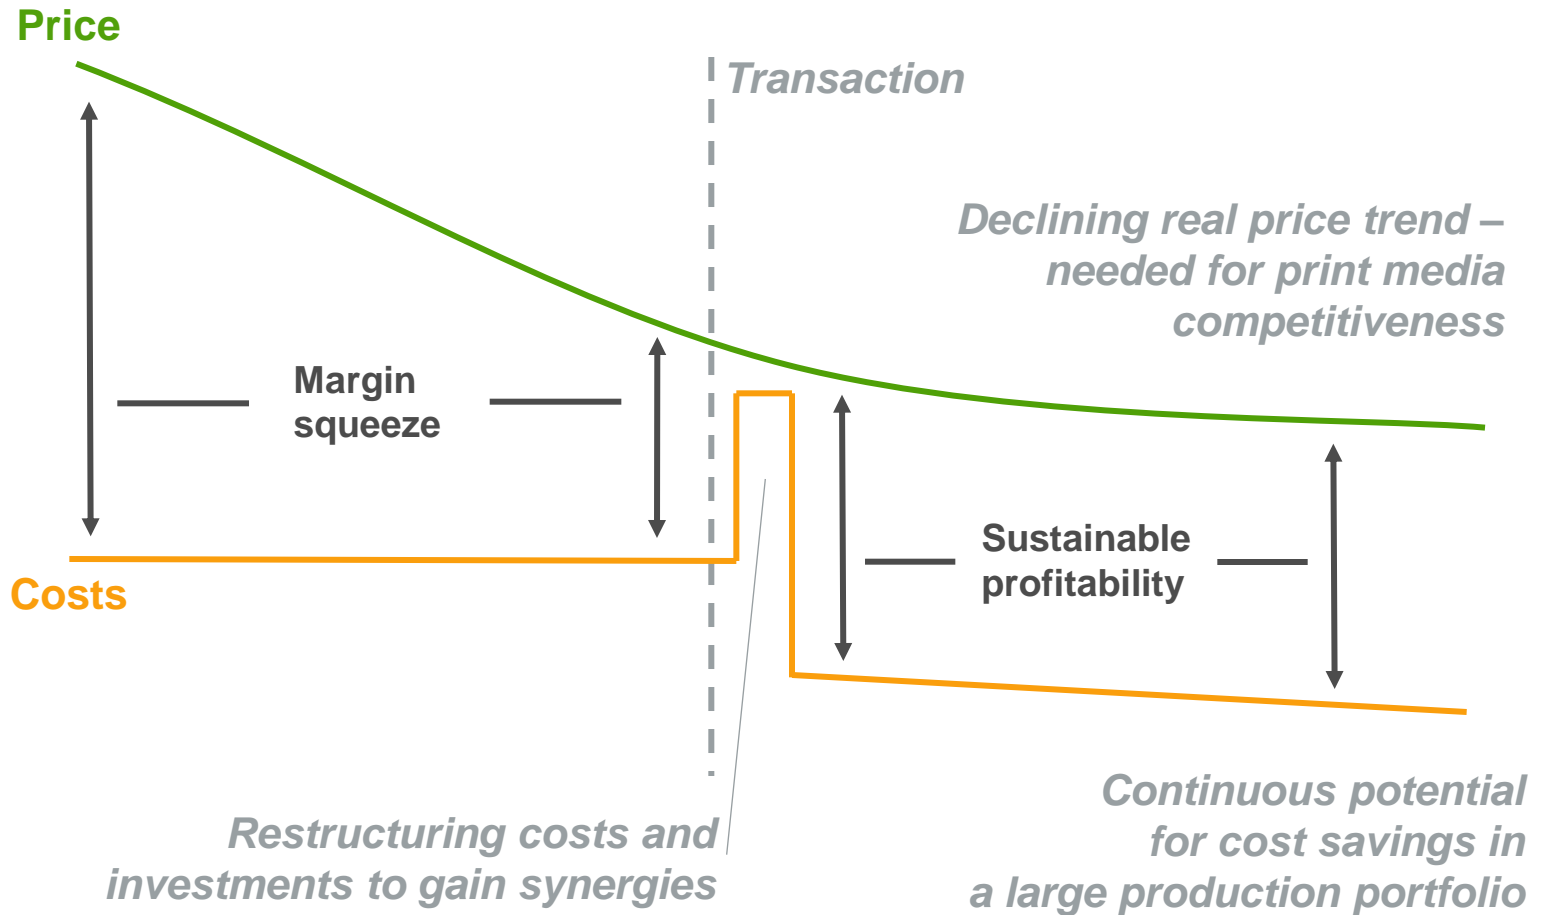 Price
Transaction
Declining real price trend –
needed for print media
competitiveness
Margin
squeeze
Sustainable
profitability
Costs
Restructuring costs and
investments to gain synergies
Continuous potential
for cost savings in
a large production portfolio